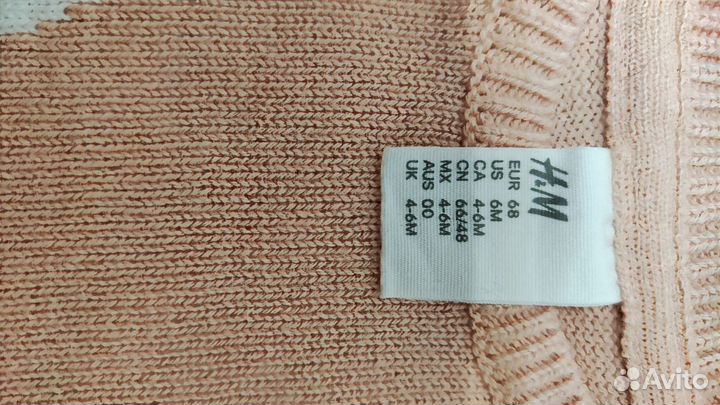 H&M
EUR 68
US 6M
CA 4-6M
CN 66/48
MX 4-6M
AUS 00
UK 4-6M
Avito